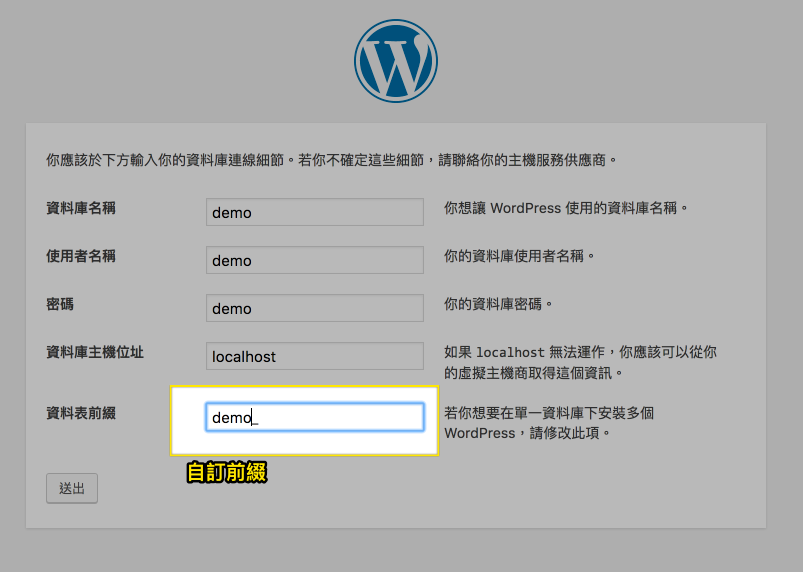 你應該於下方輸入你的資料庫連線細節。若你不確定這些細節，請聯絡你的主機服務供應商。
資料庫名稱 demo 你想讓 WordPress 使用的資料庫名稱。
使用者名稱 demo 你的資料庫使用者名稱。
密碼 demo 你的資料庫密碼。
資料庫主機位址 localhost 如果 localhost 無法運作，你應該可以從你
的虛擬主機商取得這個資訊。
資料表前綴 demo_ 若你想要在單一資料庫下安裝多個
WordPress，請修改此項。
自訂前綴
送出